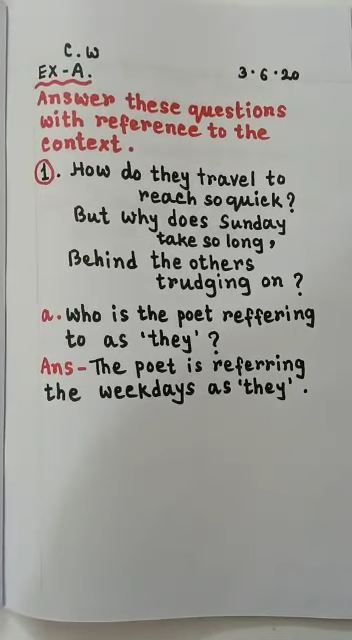 C.W
EX-A. 3.6.20
Answer these questions
with reference to the
context.
1. How do they travel to
reach so quick?
But why does Sunday
take so long,
Behind the others
trudging on?
a. Who is the poet reffering
to as 'they'?
Ans- The poet is referring
the weekdays as 'they'.